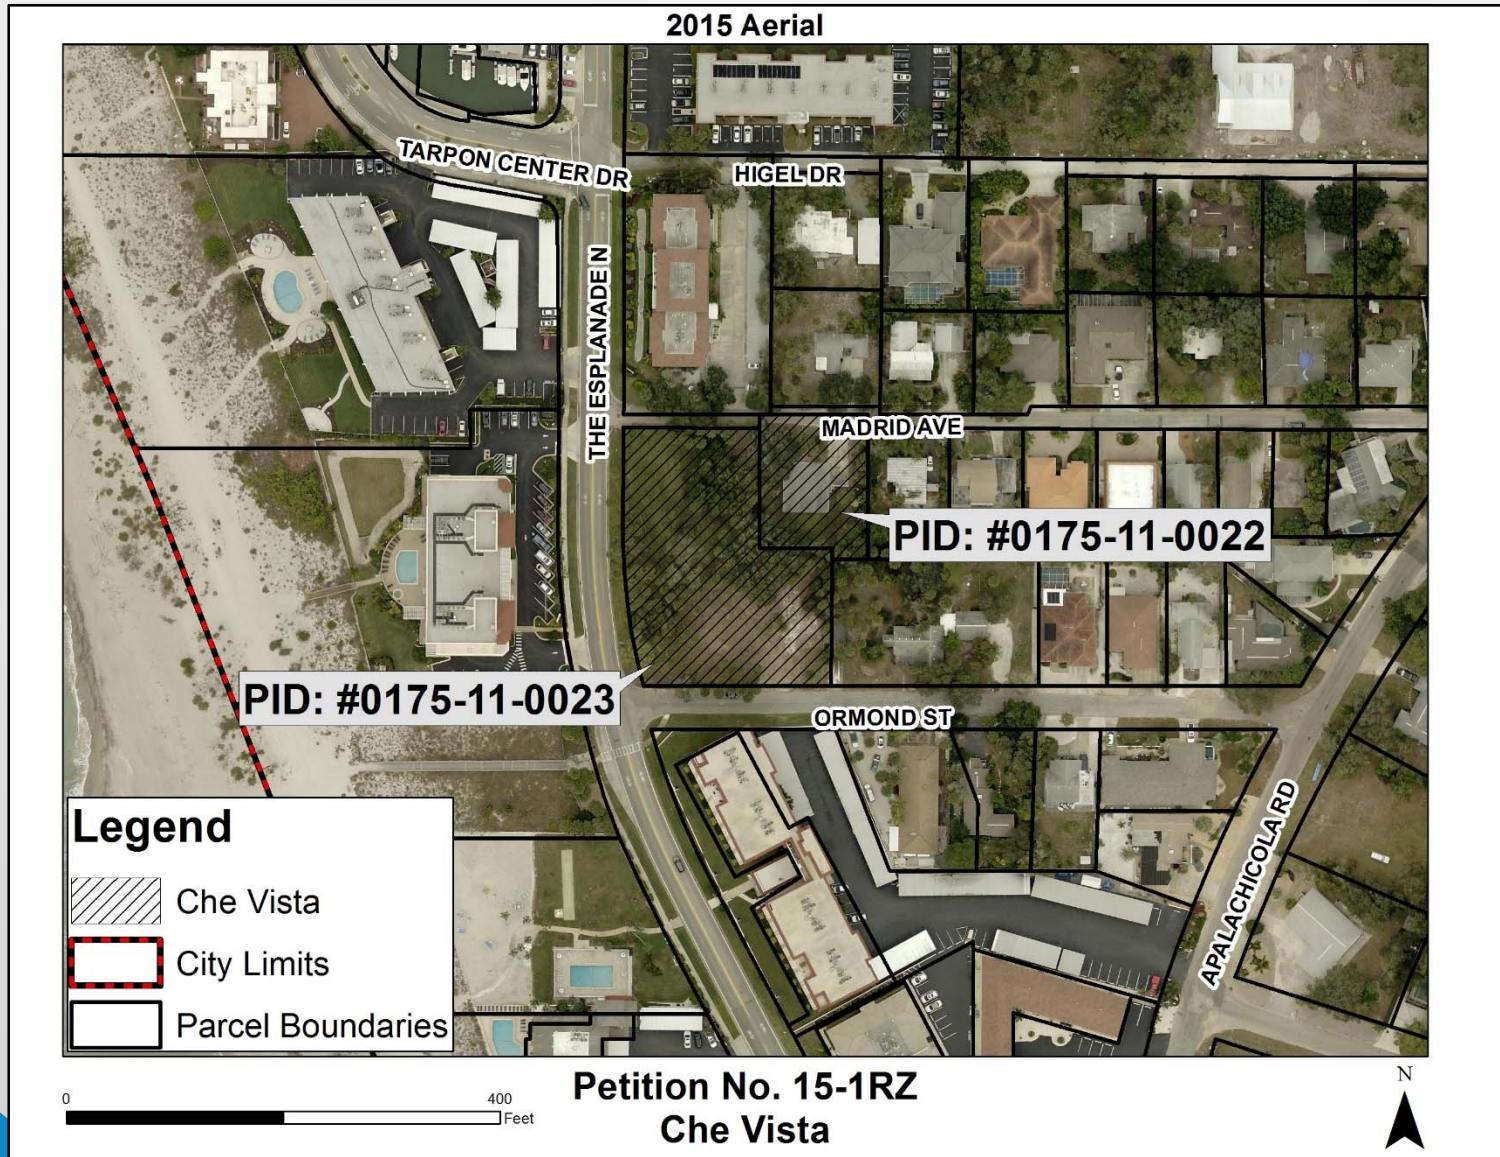 2015 Aerial
TARPON CENTER DR
HIGEL DR
THE ESPLANADE N
MADRID AVE
PID: #0175-11-0022
PID: #0175-11-0023
ORMOND ST
APALACHICOLA RD
Legend
Che Vista
City Limits
Parcel Boundaries
0
400
Feet
Petition No. 15-1RZ
Che Vista
N